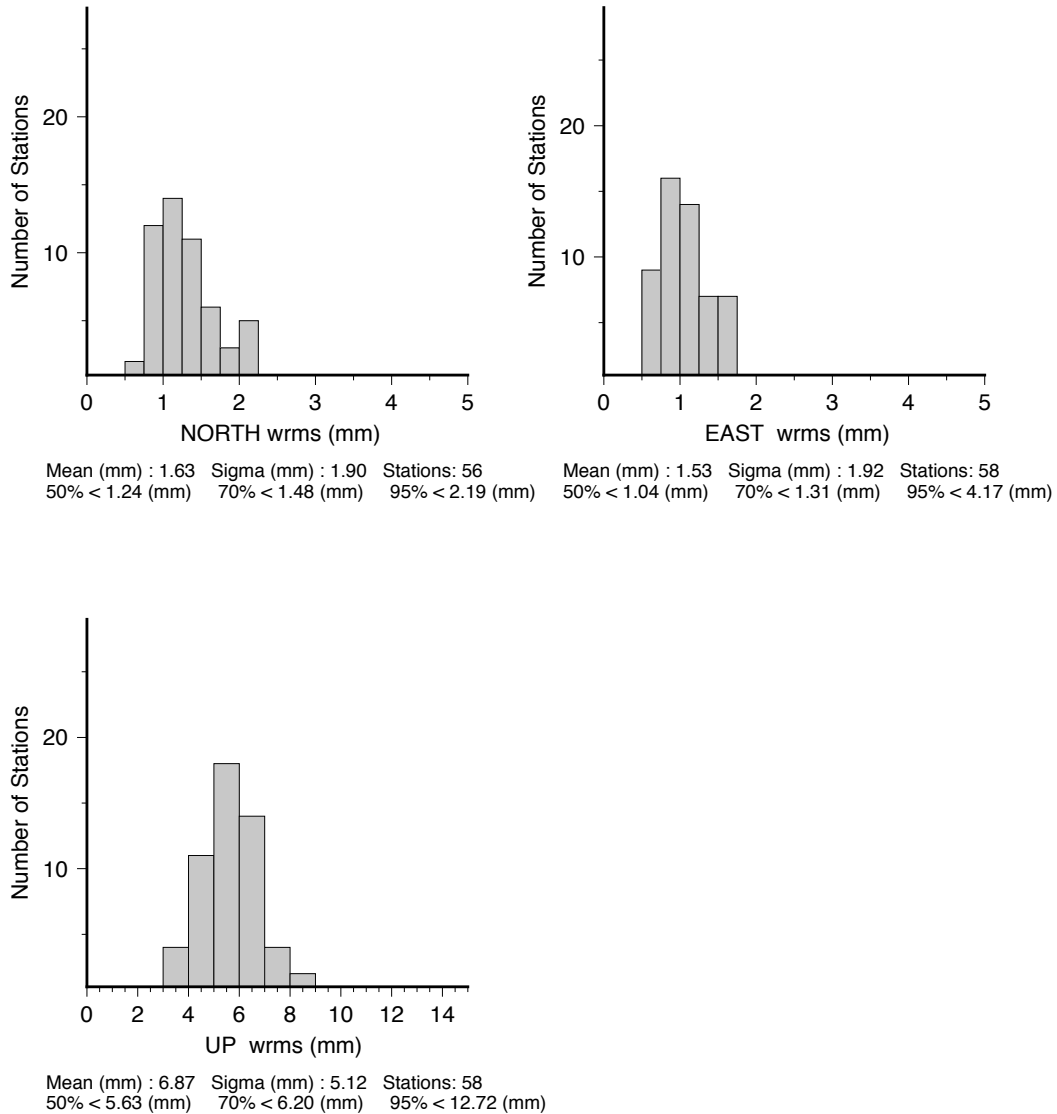 Number of Stations
20
10
0 1 2 3 4 5
NORTH wrms (mm)
Mean (mm) : 1.63 Sigma (mm) : 1.90 Stations: 56
50% < 1.24 (mm) 70% < 1.48 (mm) 95% < 2.19 (mm)
Number of Stations
20
10
0 1 2 3 4 5
EAST wrms (mm)
Mean (mm) : 1.53 Sigma (mm) : 1.92 Stations: 58
50% < 1.04 (mm) 70% < 1.31 (mm) 95% < 4.17 (mm)
Number of Stations
20
10
0 2 4 6 8 10 12 14
UP wrms (mm)
Mean (mm) : 6.87 Sigma (mm) : 5.12 Stations: 58
50% < 5.63 (mm) 70% < 6.20 (mm) 95% < 12.72 (mm)